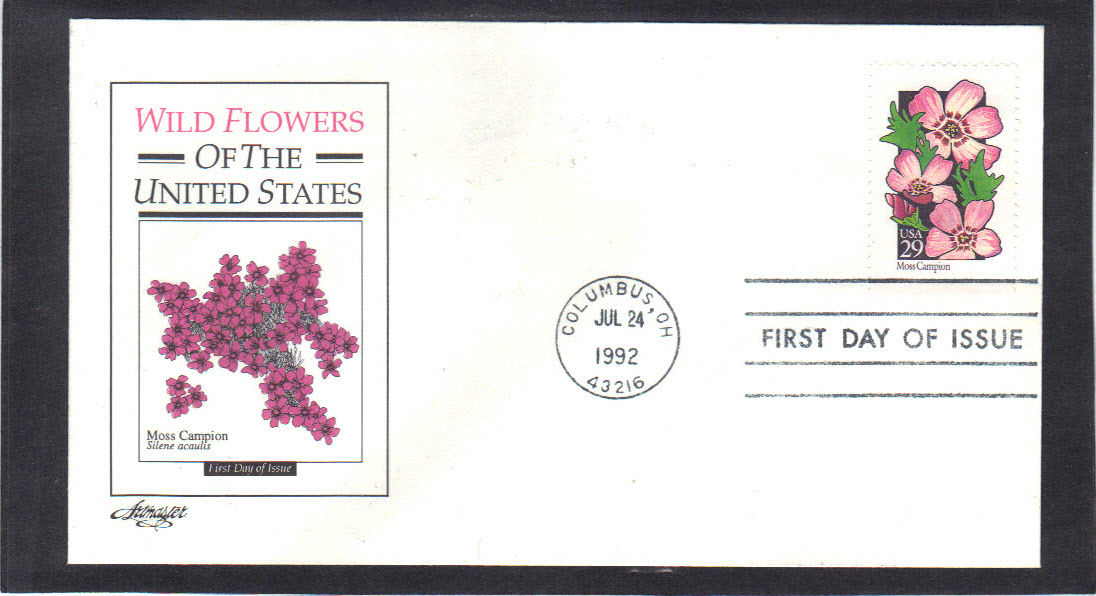 WILD FLOWERS
OF THE
UNITED STATES
Moss Campion
Silene acaulis
First Day of Issue
Artmaster
USA
29
Moss Campion
COLUMBUS, OH
JUL 24
1992
43216
FIRST DAY OF ISSUE